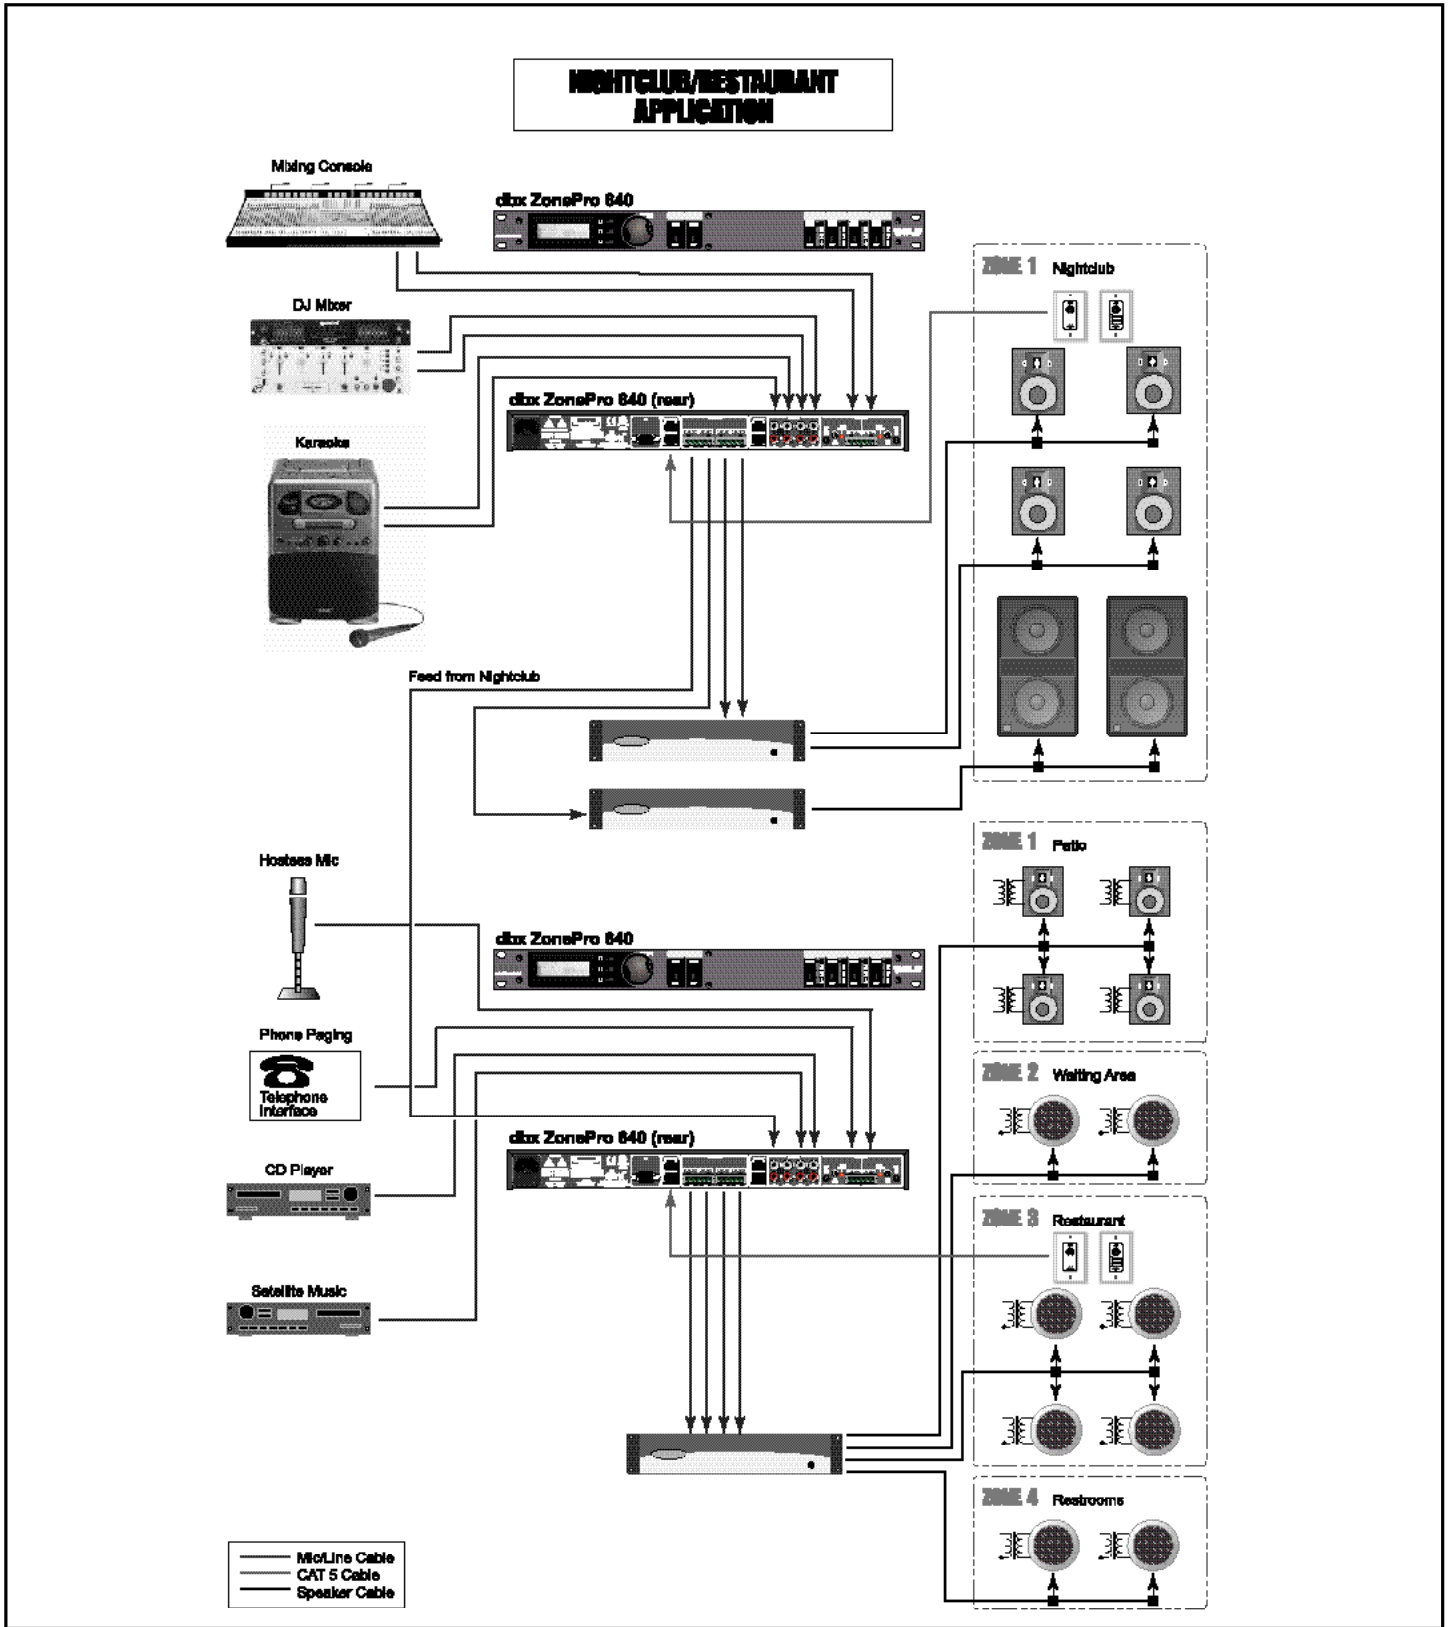 NIGHTCLUB/RESTAURANT
APPLICATION
Mixing Console
dbx ZonePro 640
ZONE 1 Nightclub
DJ Mixer
dbx ZonePro 640 (rear)
Karaoke
Feed from Nightclub
ZONE 1 Patio
Hostess Mic
dbx ZonePro 640
Phone Paging
Telephone
Interface
ZONE 2 Waiting Area
dbx ZonePro 640 (rear)
CD Player
ZONE 3 Restaurant
Satellite Music
ZONE 4 Restrooms
Mic/Line Cable
CAT 5 Cable
Speaker Cable